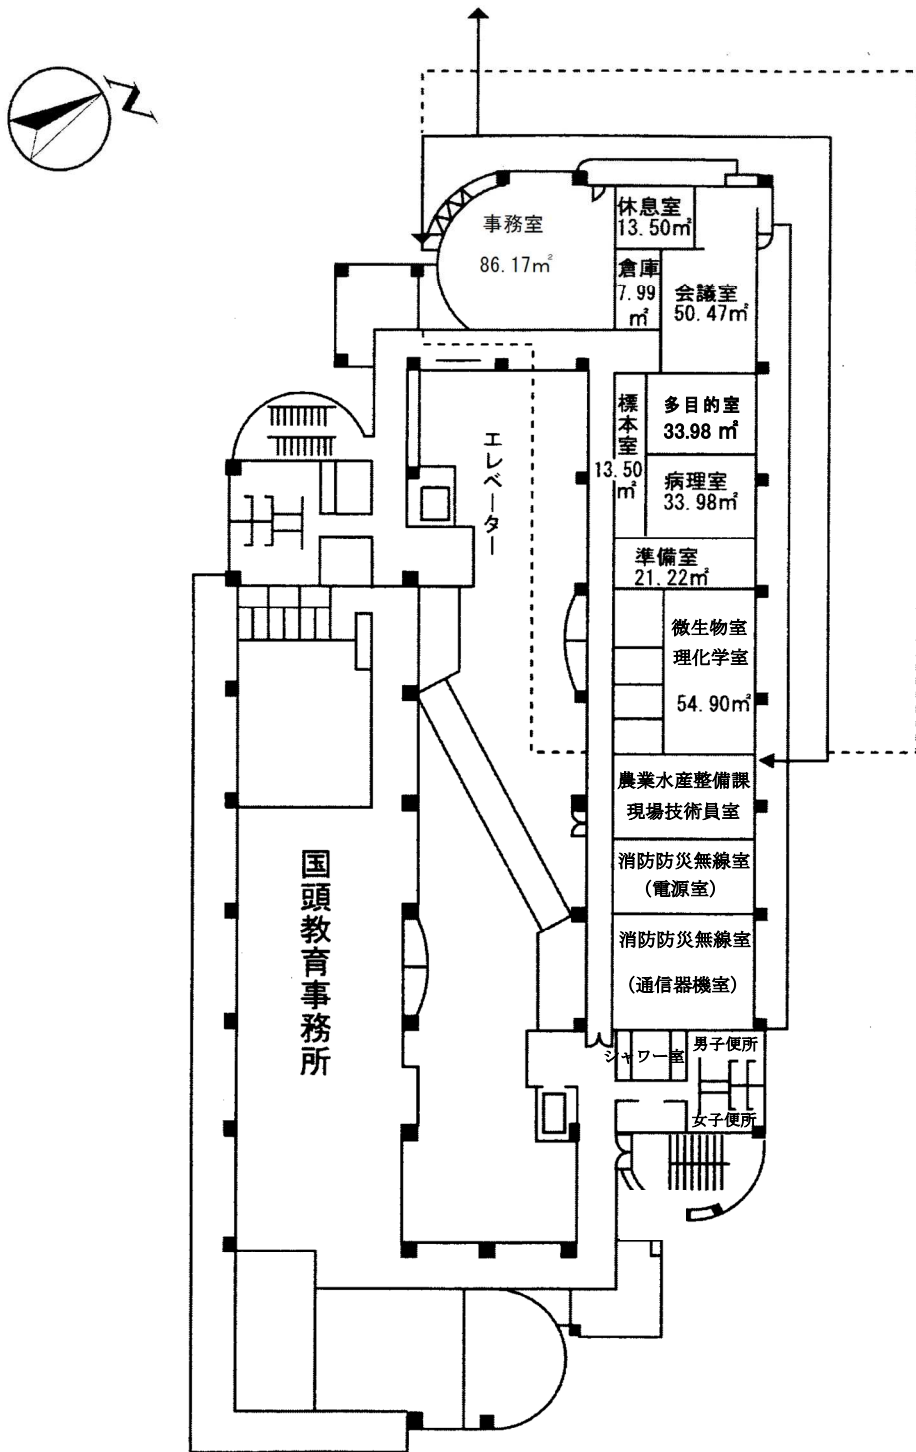 N
事務室
86.17㎡
休息室
13.50㎡
倉庫
7.99
㎡
会議室
50.47㎡
標本室
13.50
㎡
多目的室
33.98 ㎡
病理室
33.98㎡
準備室
21.22㎡
エレベーター
微生物室
理化学室
54.90㎡
農業水産整備課
現場技術員室
消防防災無線室
(電源室)
消防防災無線室
(通信器機室)
国頭教育事務所
シャワー室
男子便所
女子便所